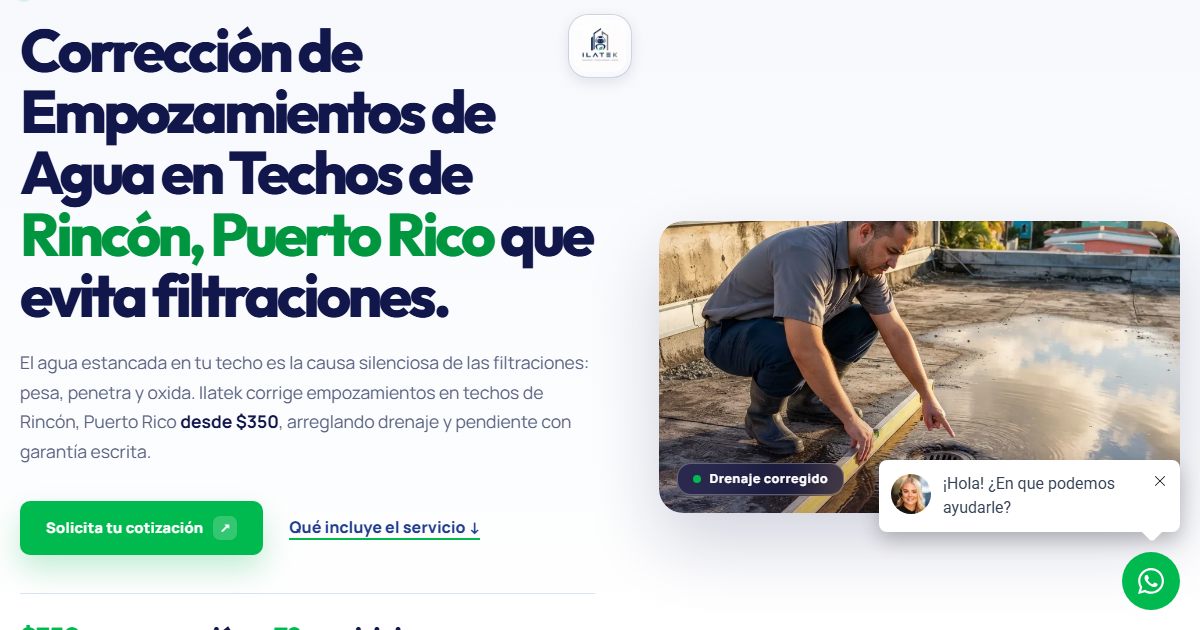 ILATEK
Corrección de
Empozamientos de
Agua en Techos de
Rincón, Puerto Rico que
evita filtraciones.
El agua estancada en tu techo es la causa silenciosa de las filtraciones:
pesa, penetra y oxida. Ilatek corrige empozamientos en techos de
Rincón, Puerto Rico desde $350, arreglando drenaje y pendiente con
garantía escrita.
Solicita tu cotización ↗
Qué incluye el servicio ↓
Drenaje corregido
¡Hola! ¿En que podemos
ayudarle?